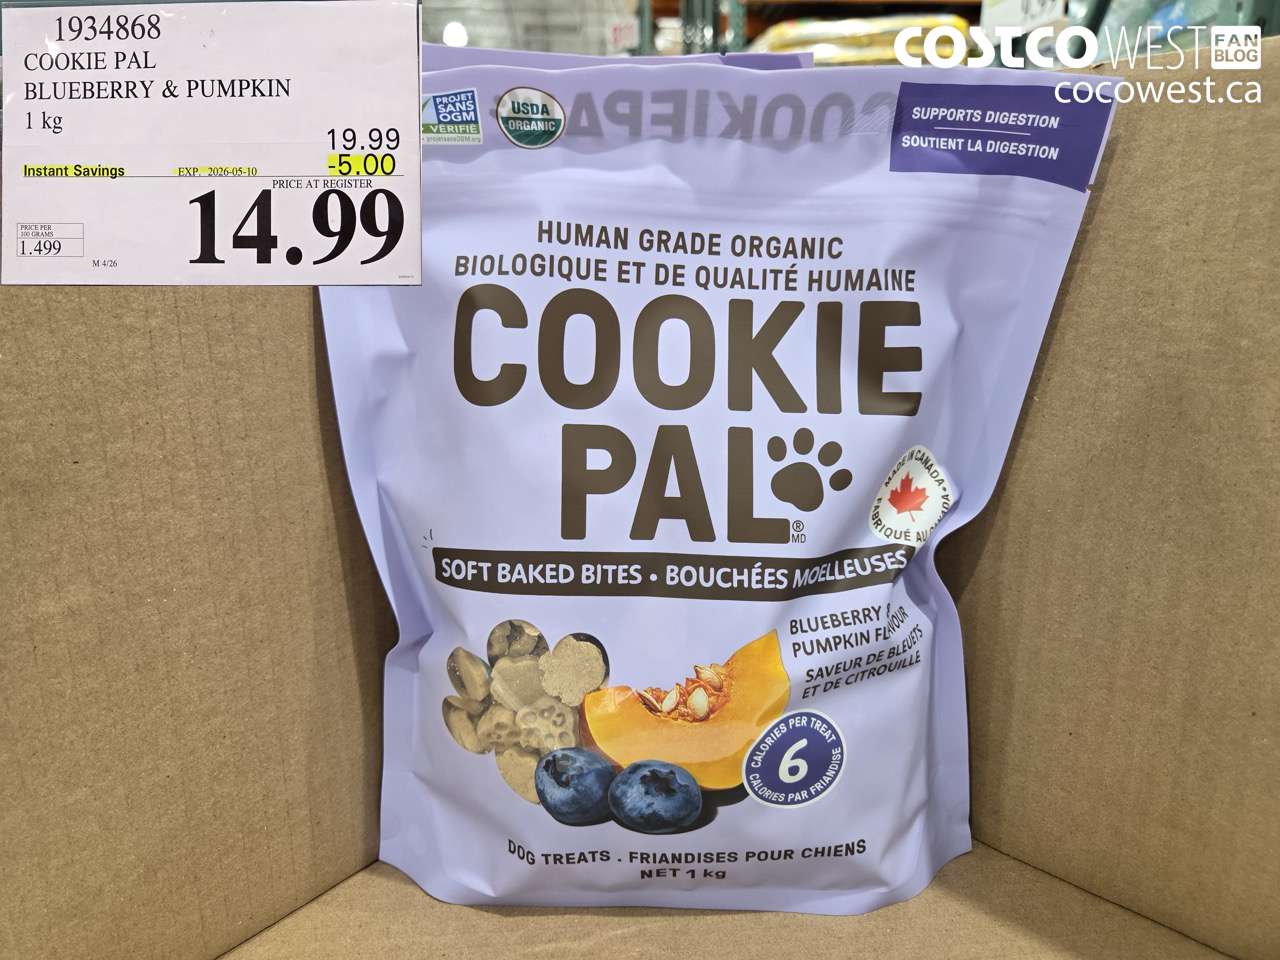 1934868
COOKIE PAL
BLUEBERRY & PUMPKIN
1 kg
19.99
Instant Savings EXP. 2026-05-10 -5.00
PRICE AT REGISTER
14.99
PRICE PER
100 GRAMS
1.499
M 4/26
COSTCO WEST FAN BLOG
cocowest.ca
PROJET
SANS
OGM
VÉRIFIÉ
USDA
ORGANIC
COOKIEPA
SUPPORTS DIGESTION
SOUTIENT LA DIGESTION
HUMAN GRADE ORGANIC
BIOLOGIQUE ET DE QUALITÉ HUMAINE
COOKIE
PAL
®
MD
MADE IN CANADA
FABRIQUÉ AU CANADA
SOFT BAKED BITES • BOUCHÉES MOELLEUSES
BLUEBERRY &
PUMPKIN FLAVOUR
SAVEUR DE BLEUETS
ET DE CITROUILLE
CALORIES PER TREAT
6
CALORIES PAR FRIANDISE
DOG TREATS . FRIANDISES POUR CHIENS
NET 1 kg